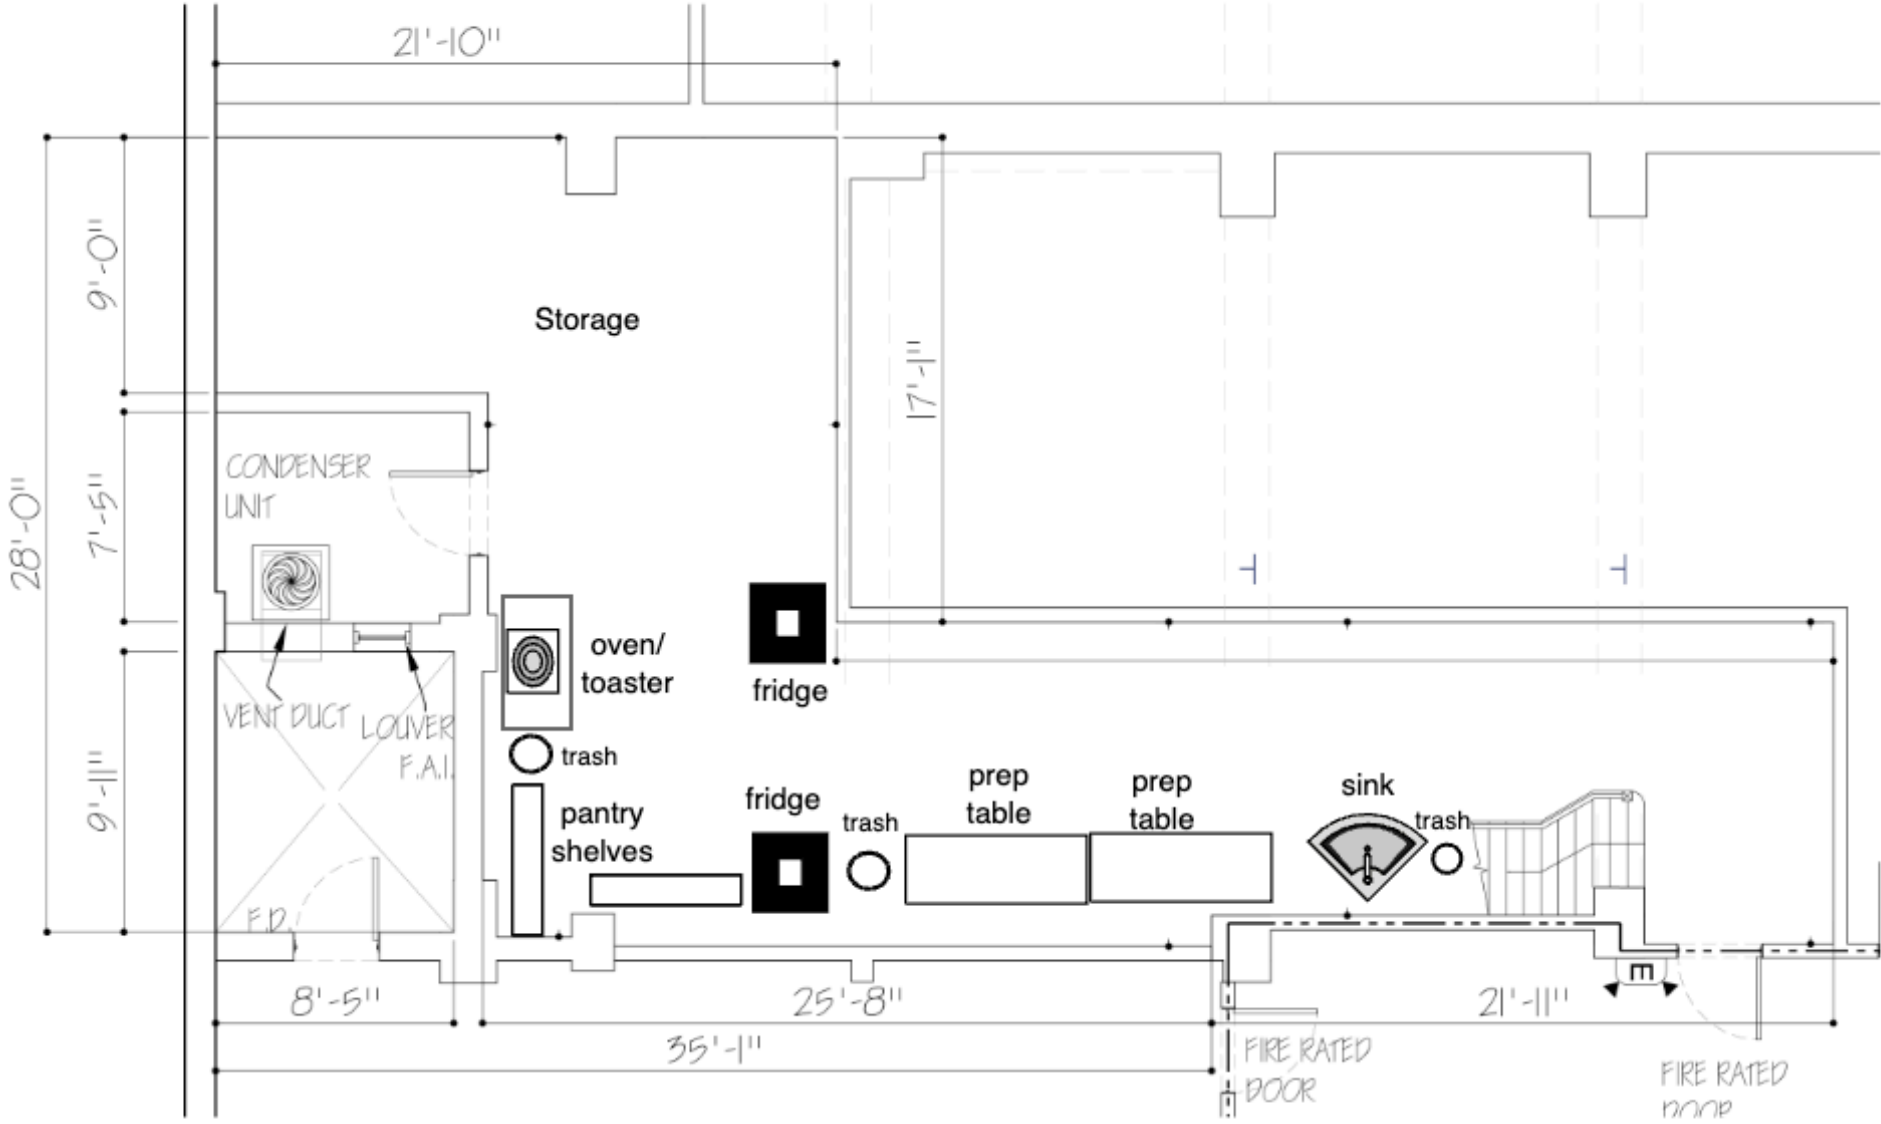 21'-10"
9'-0"
Storage
17'-1"
28'-0"
7'-5"
CONDENSER
UNIT
oven/
toaster
fridge
VENT DUCT
LOUVER
F.A.I.
trash
9'-11"
pantry
shelves
fridge
trash
prep
table
prep
table
sink
trash
F.D.
E
8'-5"
25'-8"
21'-11"
35'-1"
FIRE RATED
DOOR
FIRE RATED
DOOR